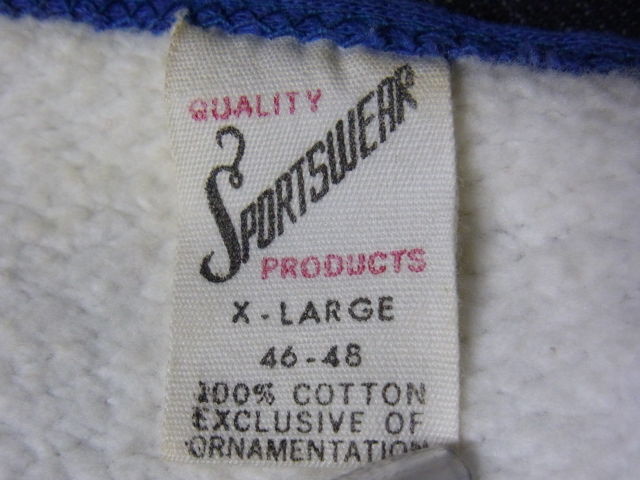 QUALITY
SPORTSWEAR
PRODUCTS
X-LARGE
46-48
100% COTTON
EXCLUSIVE OF
ORNAMENTATION